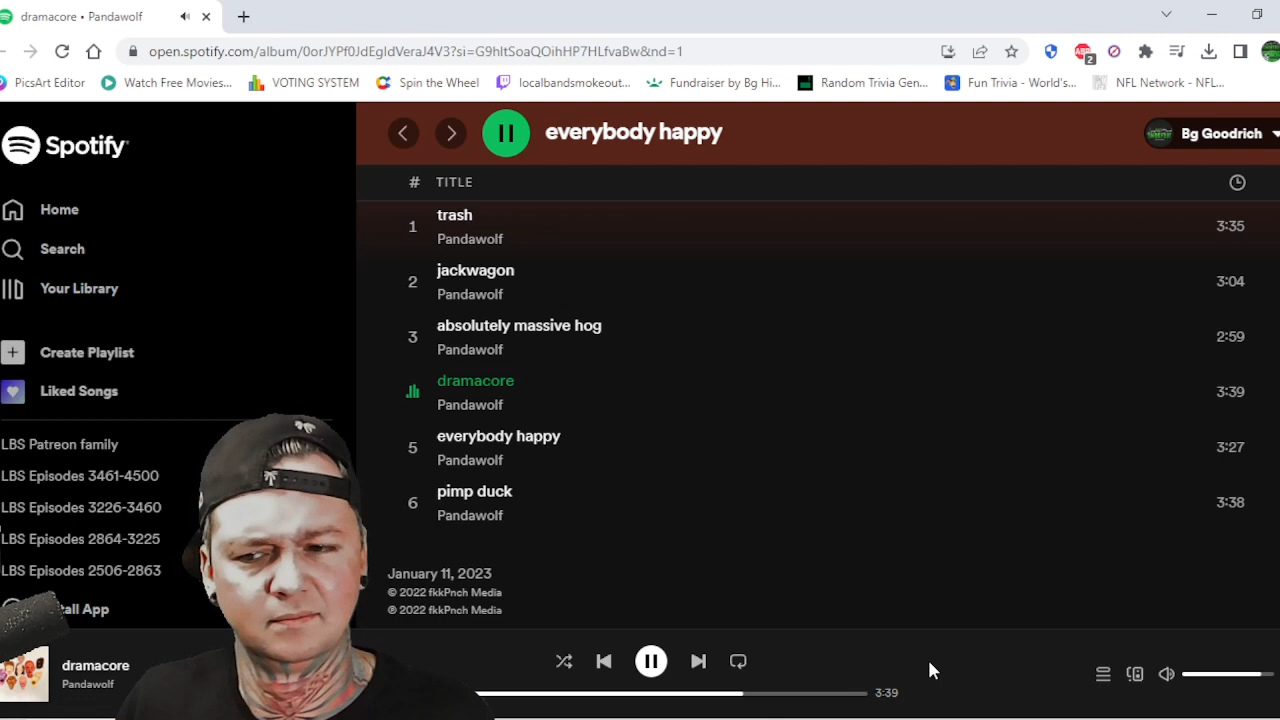 dramacore • Pandawolf
open.spotify.com/album/0orJYPf0JdEgIdVeraJ4V3?si=G9hItSoaQOihHP7HLfvaBw&nd=1
2
PicsArt Editor
Watch Free Movies...
VOTING SYSTEM
Spin the Wheel
localbandsmokeout...
Fundraiser by Bg Hi...
Random Trivia Gen...
Fun Trivia - World's...
NFL Network - NFL...
Spotify
everybody happy
Bg Goodrich
Home
Search
Your Library
Create Playlist
Liked Songs
LBS Patreon family
LBS Episodes 3461-4500
LBS Episodes 3226-3460
LBS Episodes 2864-3225
LBS Episodes 2506-2863
App
# TITLE
1 trash 3:35
Pandawolf
2 jackwagon 3:04
Pandawolf
3 absolutely massive hog 2:59
Pandawolf
dramacore 3:39
Pandawolf
5 everybody happy 3:27
Pandawolf
6 pimp duck 3:38
Pandawolf
January 11, 2023
© 2022 fkkPnch Media
℗ 2022 fkkPnch Media
dramacore
Pandawolf
3:39